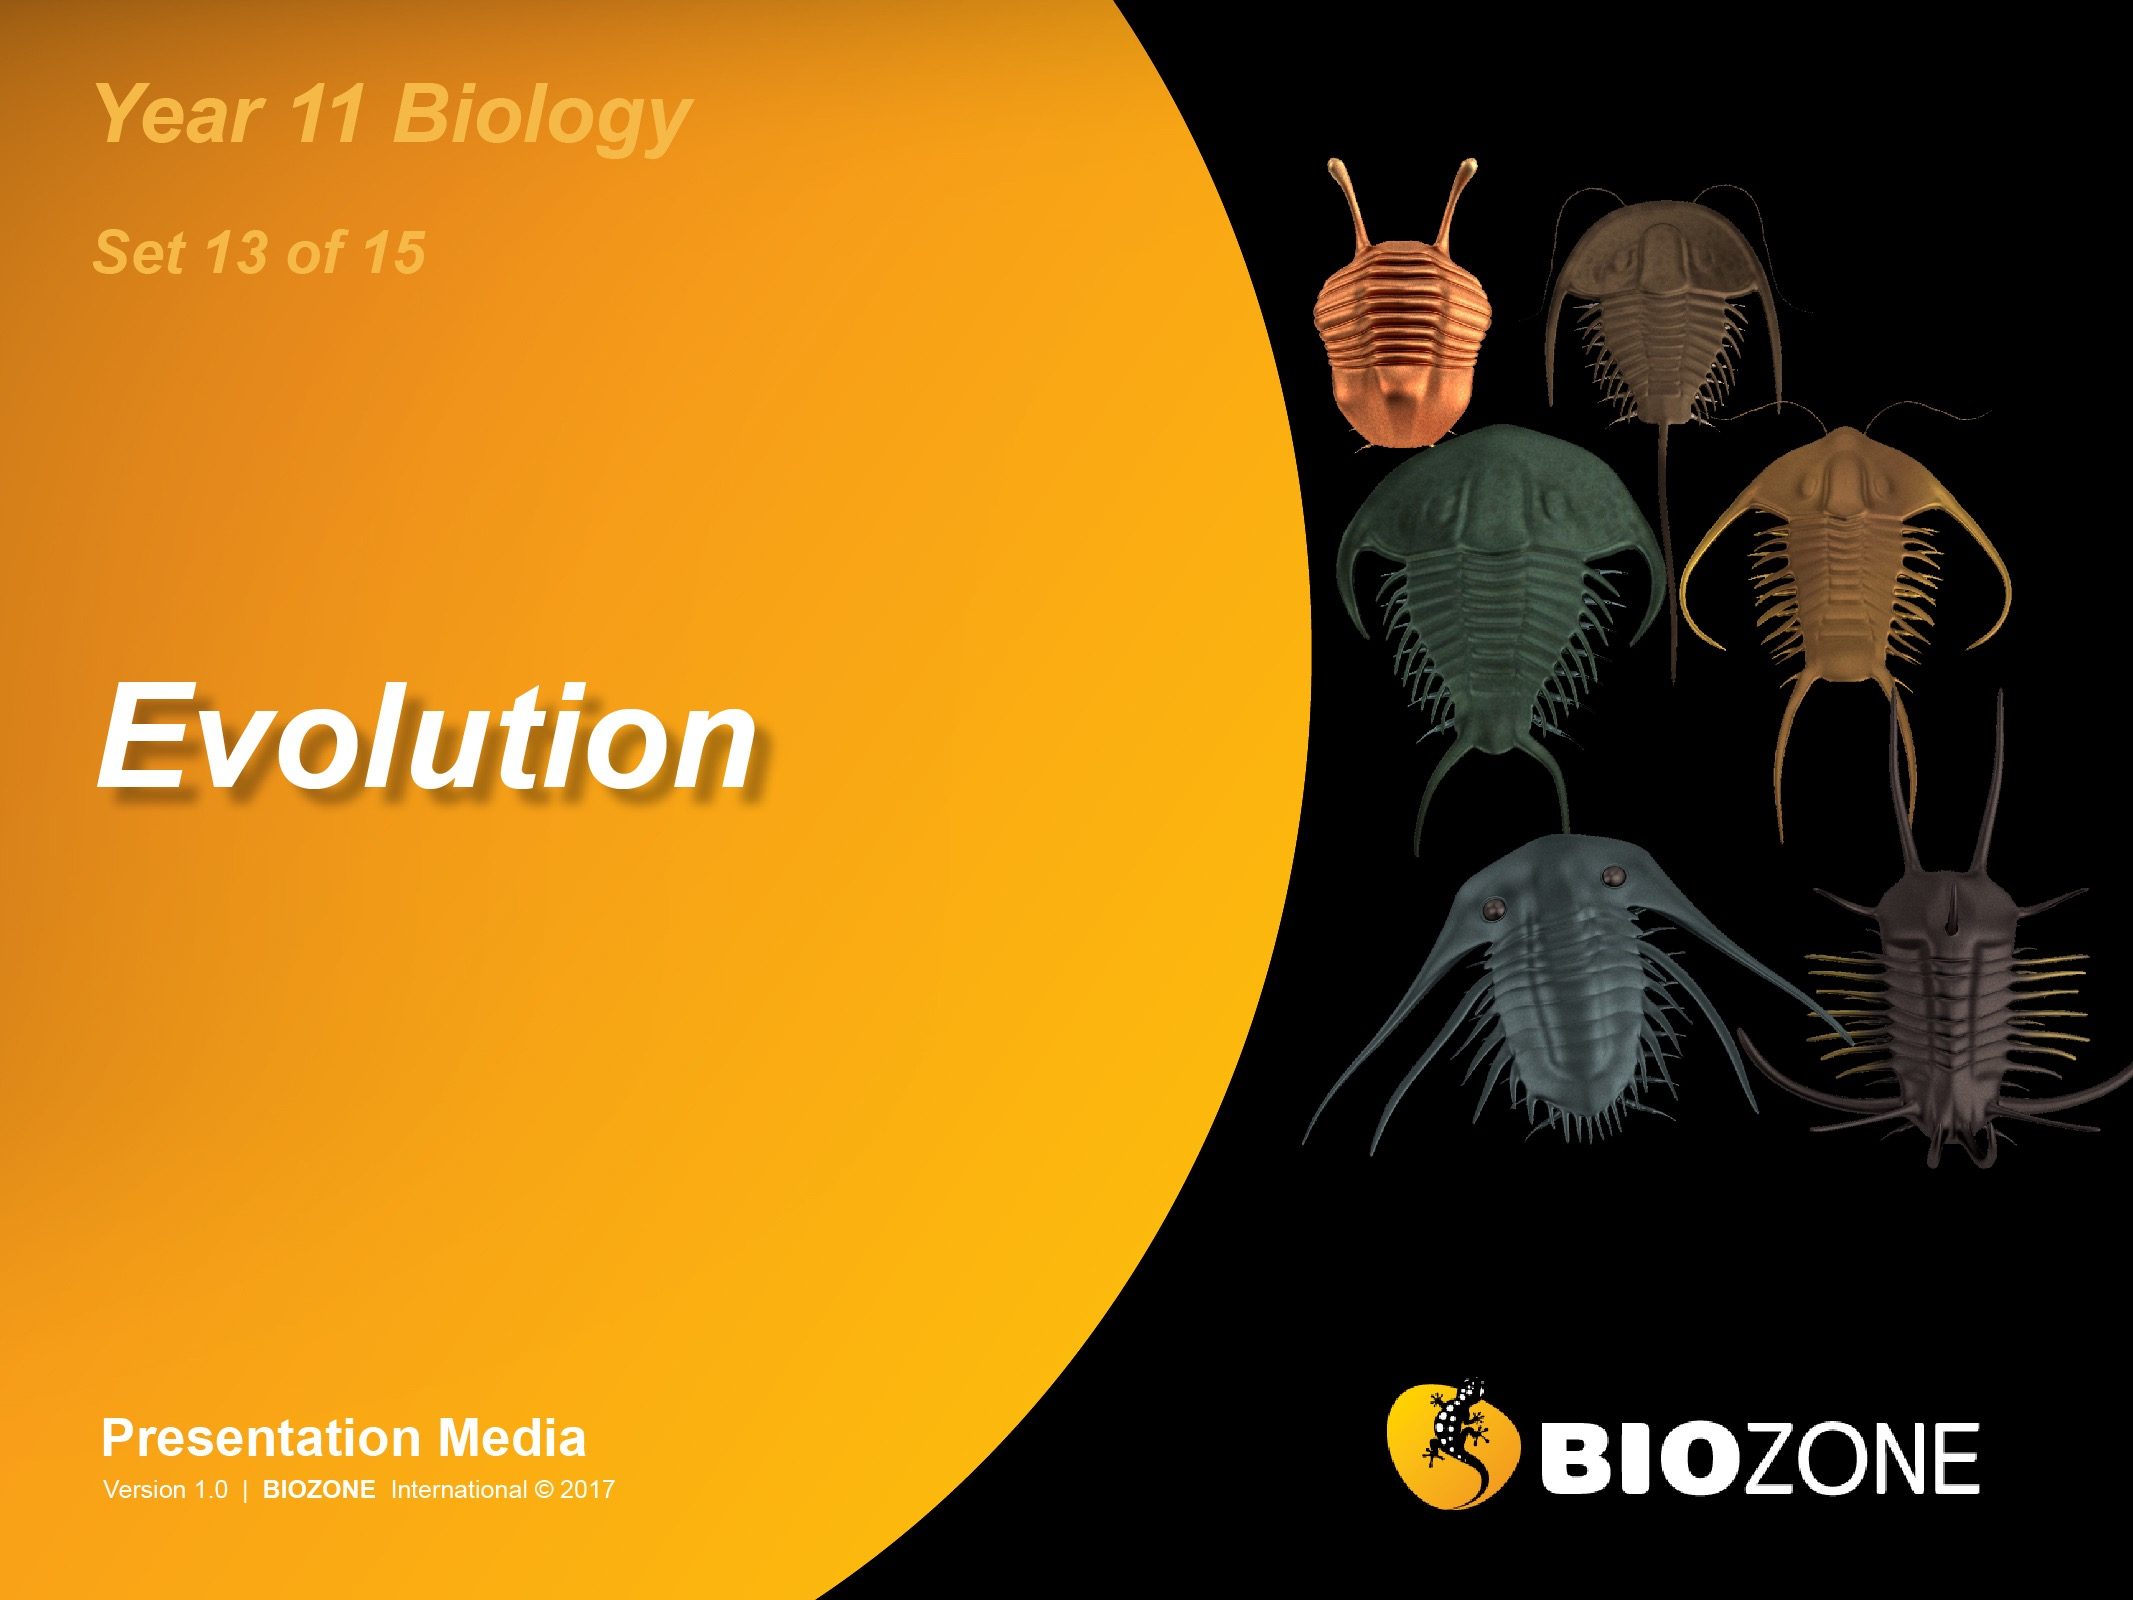 Year 11 Biology
Set 13 of 15
Evolution
Presentation Media
Version 1.0 | BIOZONE International © 2017
BIOZONE